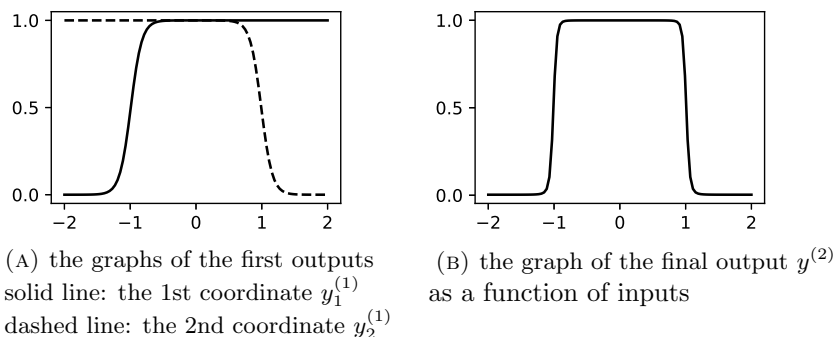 1.0
0.5
0.0
−2 −1 0 1 2
(A) the graphs of the first outputs
solid line: the 1st coordinate y₁⁽¹⁾
dashed line: the 2nd coordinate y₂⁽¹⁾
1.0
0.5
0.0
−2 −1 0 1 2
(B) the graph of the final output y⁽²⁾
as a function of inputs